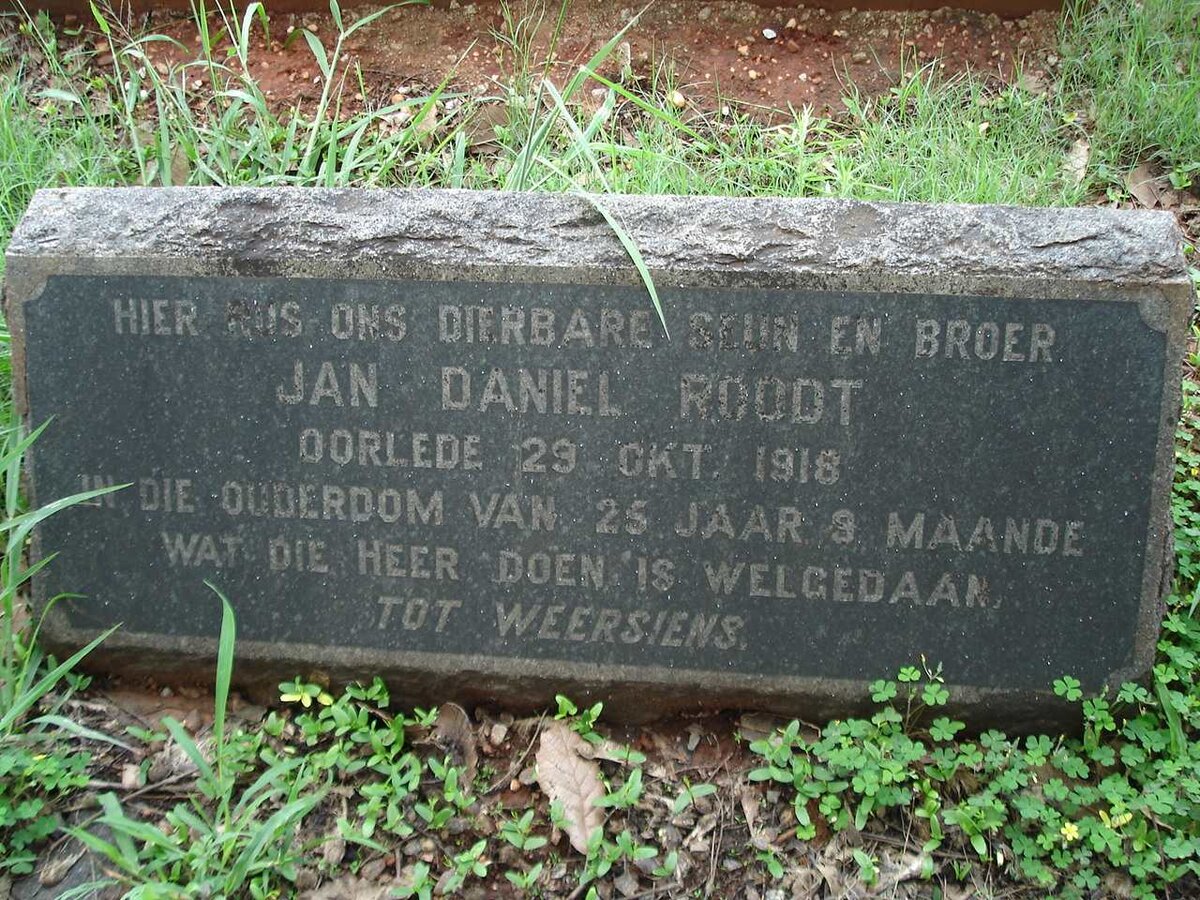 HIER RUS ONS DIERBARE SEUN EN BROER
JAN DANIEL ROODT
OORLEDE 29 OKT 1918
IN DIE OUDERDOM VAN 25 JAAR 9 MAANDE
WAT DIE HEER DOEN IS WELGEDAAN,
TOT WEERSIENS.